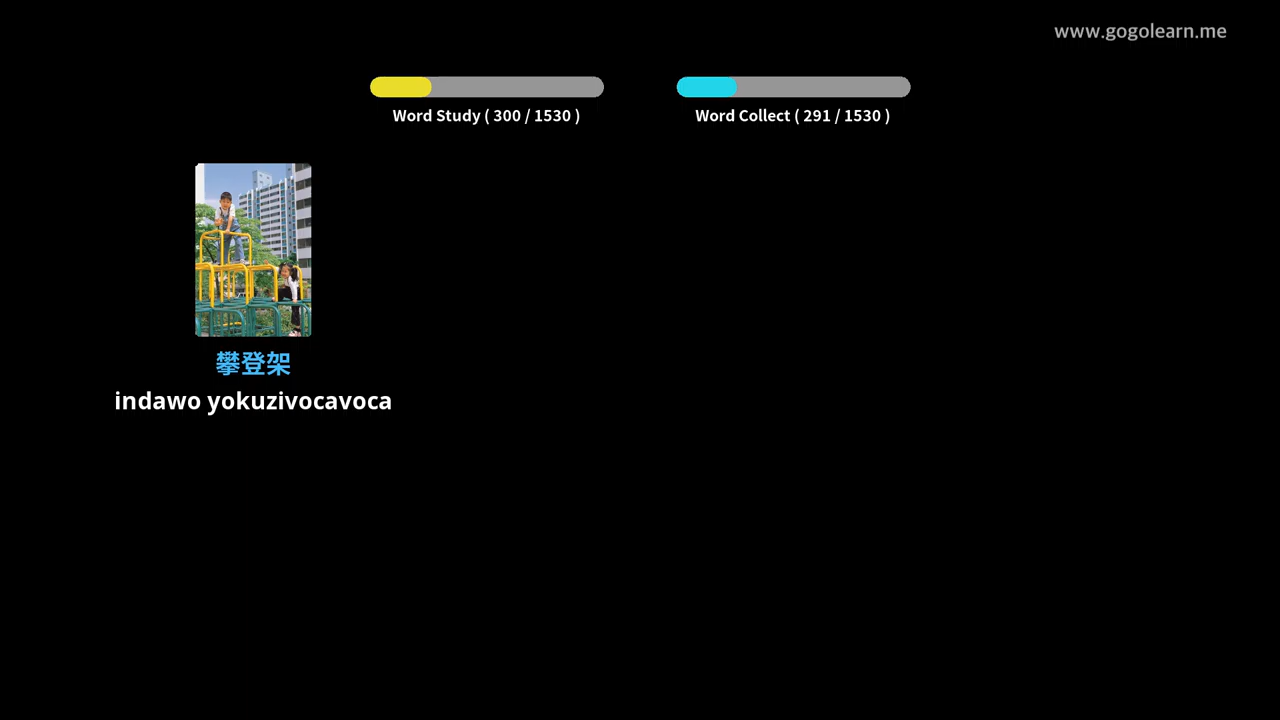 www.gogolearn.me
Word Study ( 300 / 1530 )
Word Collect ( 291 / 1530 )
攀登架
indawo yokuzivocavoca